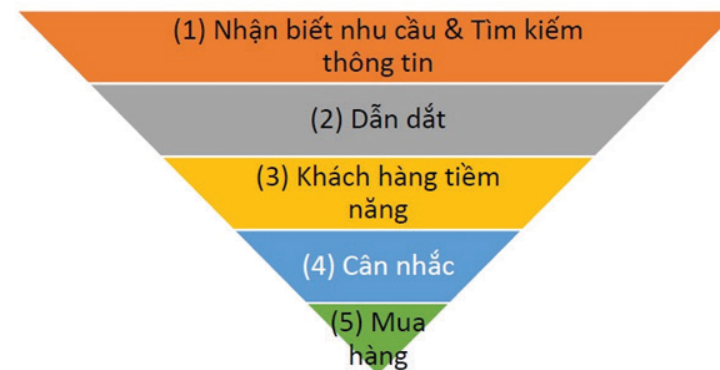 (1) Nhận biết nhu cầu & Tìm kiếm
thông tin
(2) Dẫn dắt
(3) Khách hàng tiềm
năng
(4) Cân nhắc
(5) Mua
hàng